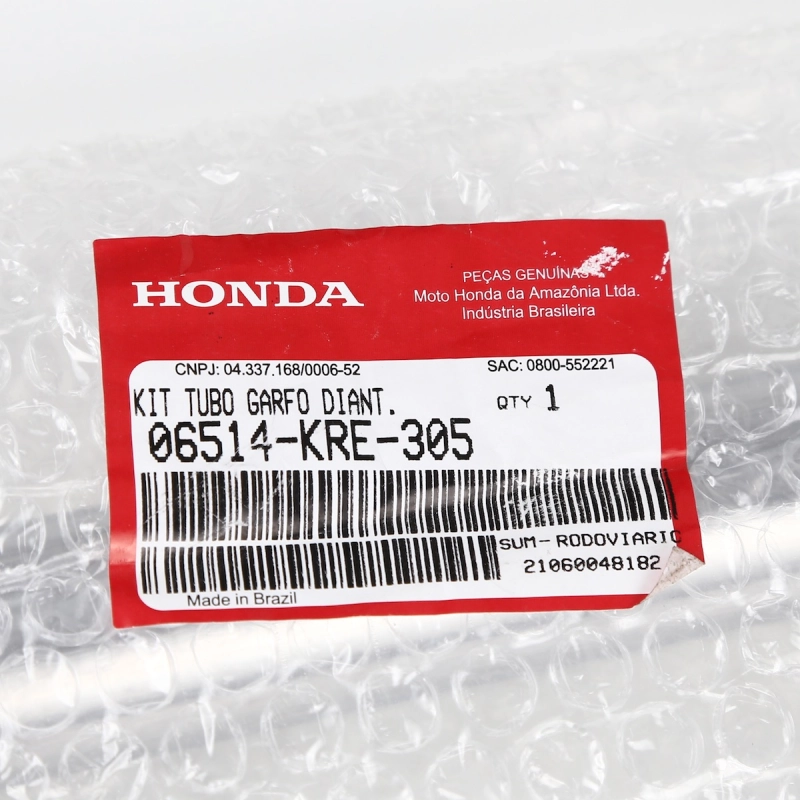 HONDA
PEÇAS GENUÍNAS
Moto Honda da Amazônia Ltda.
Indústria Brasileira
CNPJ: 04.337.168/0006-52
SAC: 0800-552221
KIT TUBO GARFO DIANT.
QTY 1
06514-KRE-305
SUM-RODOVIARIO
21060048182
Made in Brazil